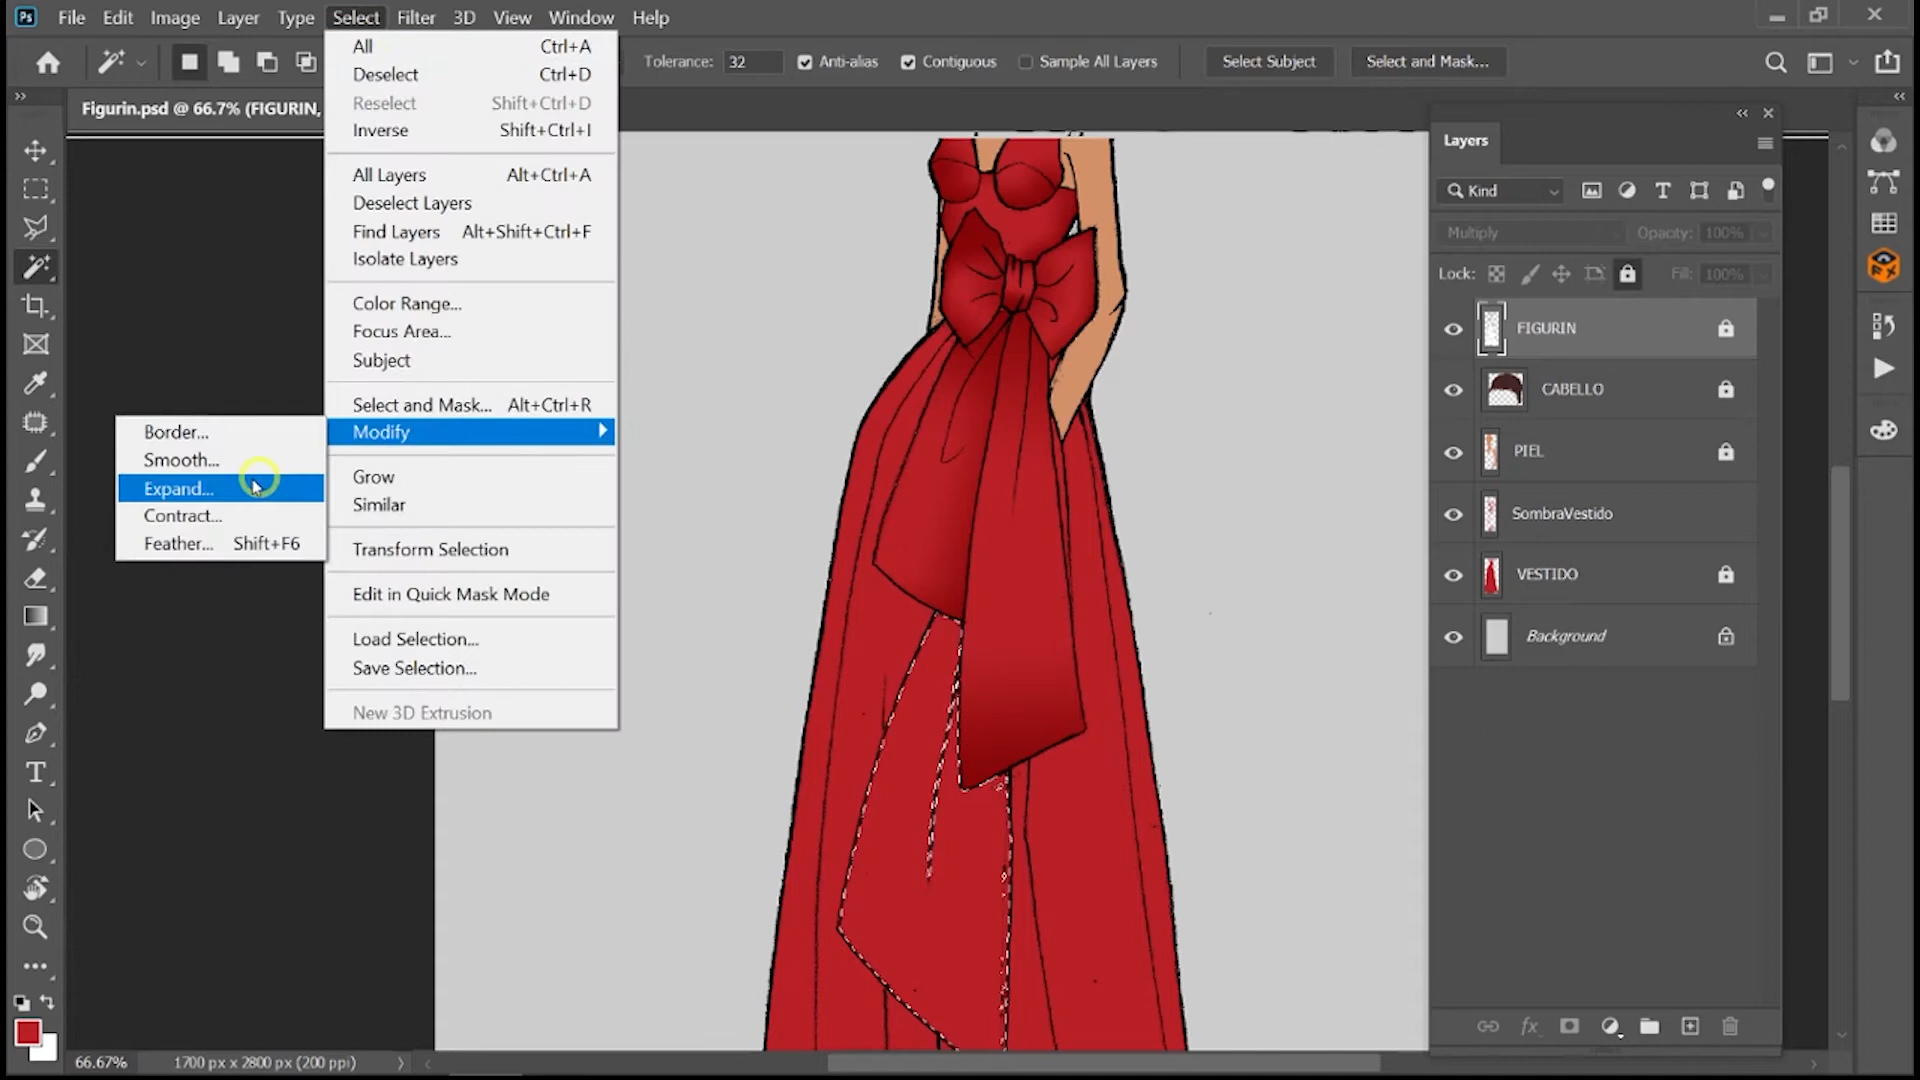 Ps File Edit Image Layer Type Select Filter 3D View Window Help
Tolerance: 32 Anti-alias Contiguous Sample All Layers Select Subject Select and Mask...
Figurin.psd @ 66.7% (FIGURIN,
All Ctrl+A
Deselect Ctrl+D
Reselect Shift+Ctrl+D
Inverse Shift+Ctrl+I
All Layers Alt+Ctrl+A
Deselect Layers
Find Layers Alt+Shift+Ctrl+F
Isolate Layers
Color Range...
Focus Area...
Subject
Select and Mask... Alt+Ctrl+R
Modify
Grow
Similar
Transform Selection
Edit in Quick Mask Mode
Load Selection...
Save Selection...
New 3D Extrusion
Border...
Smooth...
Expand...
Contract...
Feather... Shift+F6
Layers
Kind
Multiply Opacity: 100%
Lock: Fill: 100%
FIGURIN
CABELLO
PIEL
SombraVestido
VESTIDO
Background
66.67% 1700 px x 2800 px (200 ppi)